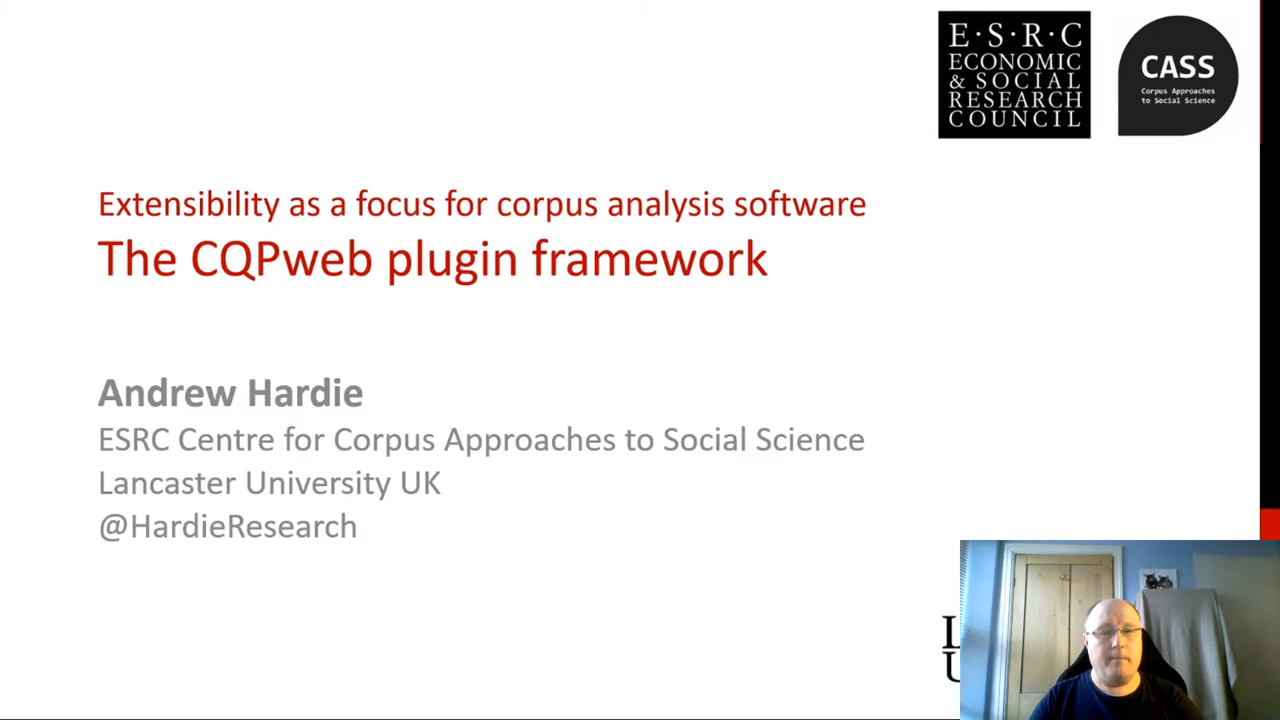 E·S·R·C
ECONOMIC
& SOCIAL
RESEARCH
COUNCIL
CASS
Corpus Approaches
to Social Science
Extensibility as a focus for corpus analysis software
The CQPweb plugin framework
Andrew Hardie
ESRC Centre for Corpus Approaches to Social Science
Lancaster University UK
@HardieResearch